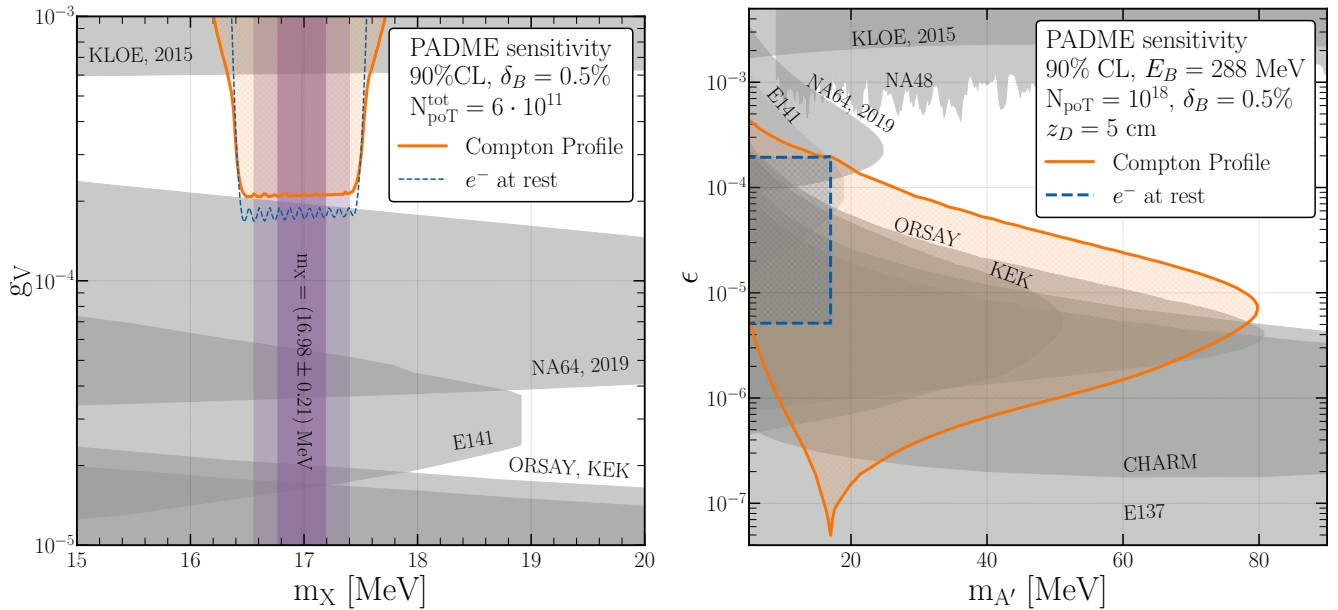 10⁻³
10⁻⁴
10⁻⁵
g_V
KLOE, 2015
PADME sensitivity
90%CL, δ_B = 0.5%
N_poT^tot = 6 · 10¹¹
Compton Profile
e⁻ at rest
m_X = (16.98 ± 0.21) MeV
NA64, 2019
E141
ORSAY, KEK
15 16 17 18 19 20
m_X [MeV]
10⁻³
10⁻⁴
10⁻⁵
10⁻⁶
10⁻⁷
ϵ
KLOE, 2015
NA48
E141
NA64, 2019
PADME sensitivity
90% CL, E_B = 288 MeV
N_poT = 10¹⁸, δ_B = 0.5%
z_D = 5 cm
Compton Profile
e⁻ at rest
ORSAY
KEK
CHARM
E137
20 40 60 80
m_A′ [MeV]